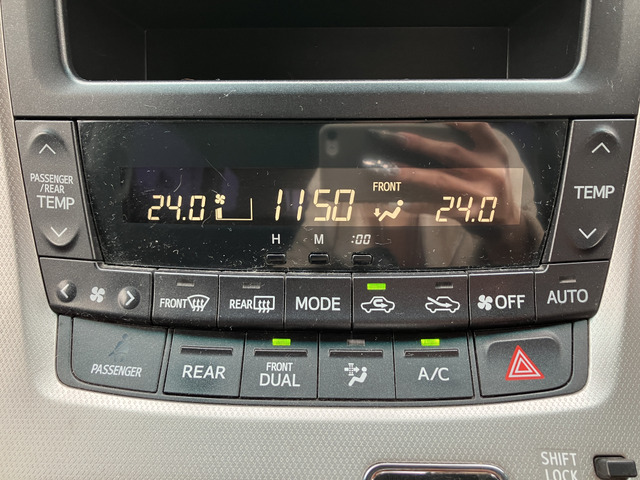 PASSENGER
/REAR
TEMP
24.0
11 50
FRONT
24.0
H
M
:00
TEMP
FRONT
REAR
MODE
OFF
AUTO
PASSENGER
REAR
FRONT
DUAL
A/C
SHIFT
LOCK